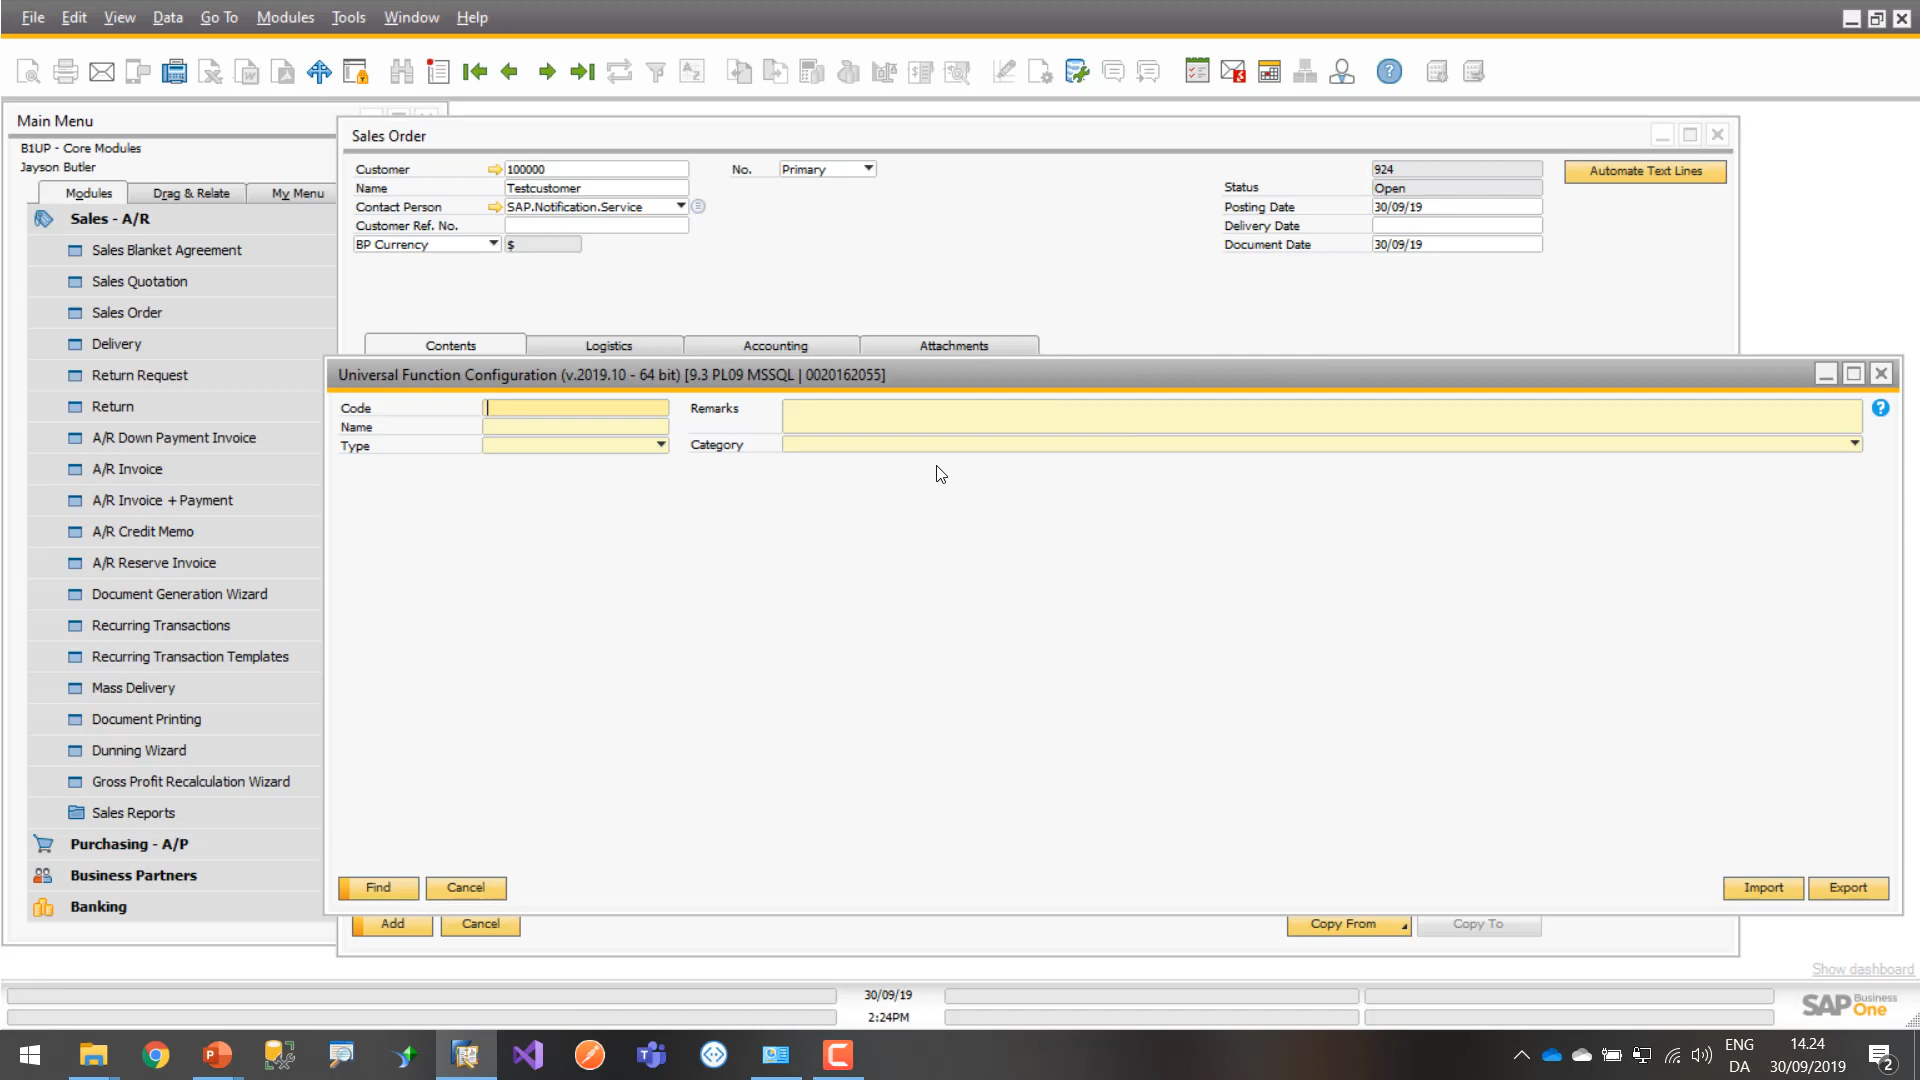 File Edit View Data Go To Modules Tools Window Help
Main Menu
B1UP - Core Modules
Jayson Butler
Modules Drag & Relate My Menu
Sales - A/R
Sales Blanket Agreement
Sales Quotation
Sales Order
Delivery
Return Request
Return
A/R Down Payment Invoice
A/R Invoice
A/R Invoice + Payment
A/R Credit Memo
A/R Reserve Invoice
Document Generation Wizard
Recurring Transactions
Recurring Transaction Templates
Mass Delivery
Document Printing
Dunning Wizard
Gross Profit Recalculation Wizard
Sales Reports
Purchasing - A/P
Business Partners
Banking
Sales Order
Customer 100000 No. Primary 924 Automate Text Lines
Name Testcustomer Status Open
Contact Person SAP.Notification.Service Posting Date 30/09/19
Customer Ref. No. Delivery Date
BP Currency $ Document Date 30/09/19
Contents Logistics Accounting Attachments
Universal Function Configuration (v.2019.10 - 64 bit) [9.3 PL09 MSSQL | 0020162055]
Code Remarks
Name
Type Category
Find Cancel Import Export
Add Cancel Copy From Copy To
Show dashboard
30/09/19
2:24PM
SAP Business One
ENG 14.24
DA 30/09/2019
2